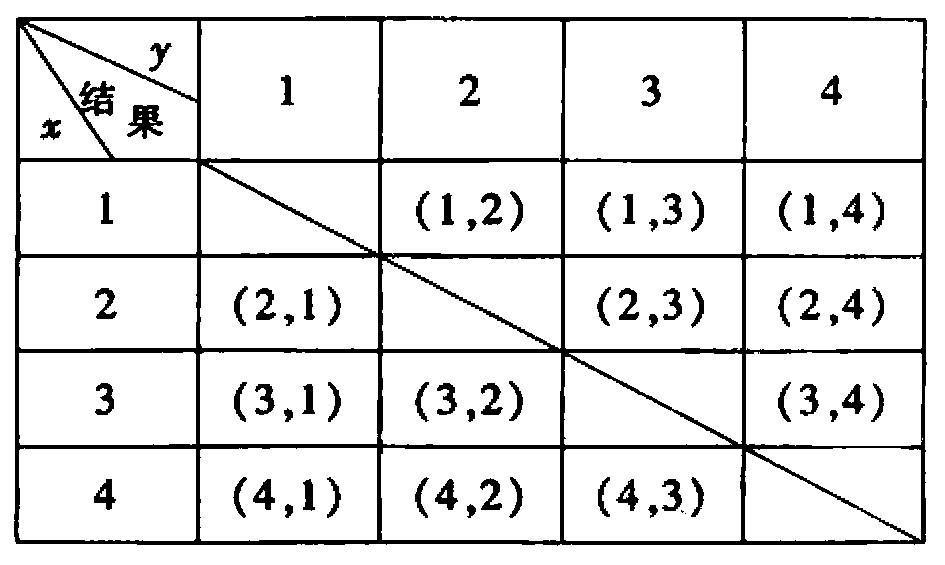 y 1 2 3 4
结果
x
1 (1,2) (1,3) (1,4)
2 (2,1) (2,3) (2,4)
3 (3,1) (3,2) (3,4)
4 (4,1) (4,2) (4,3)